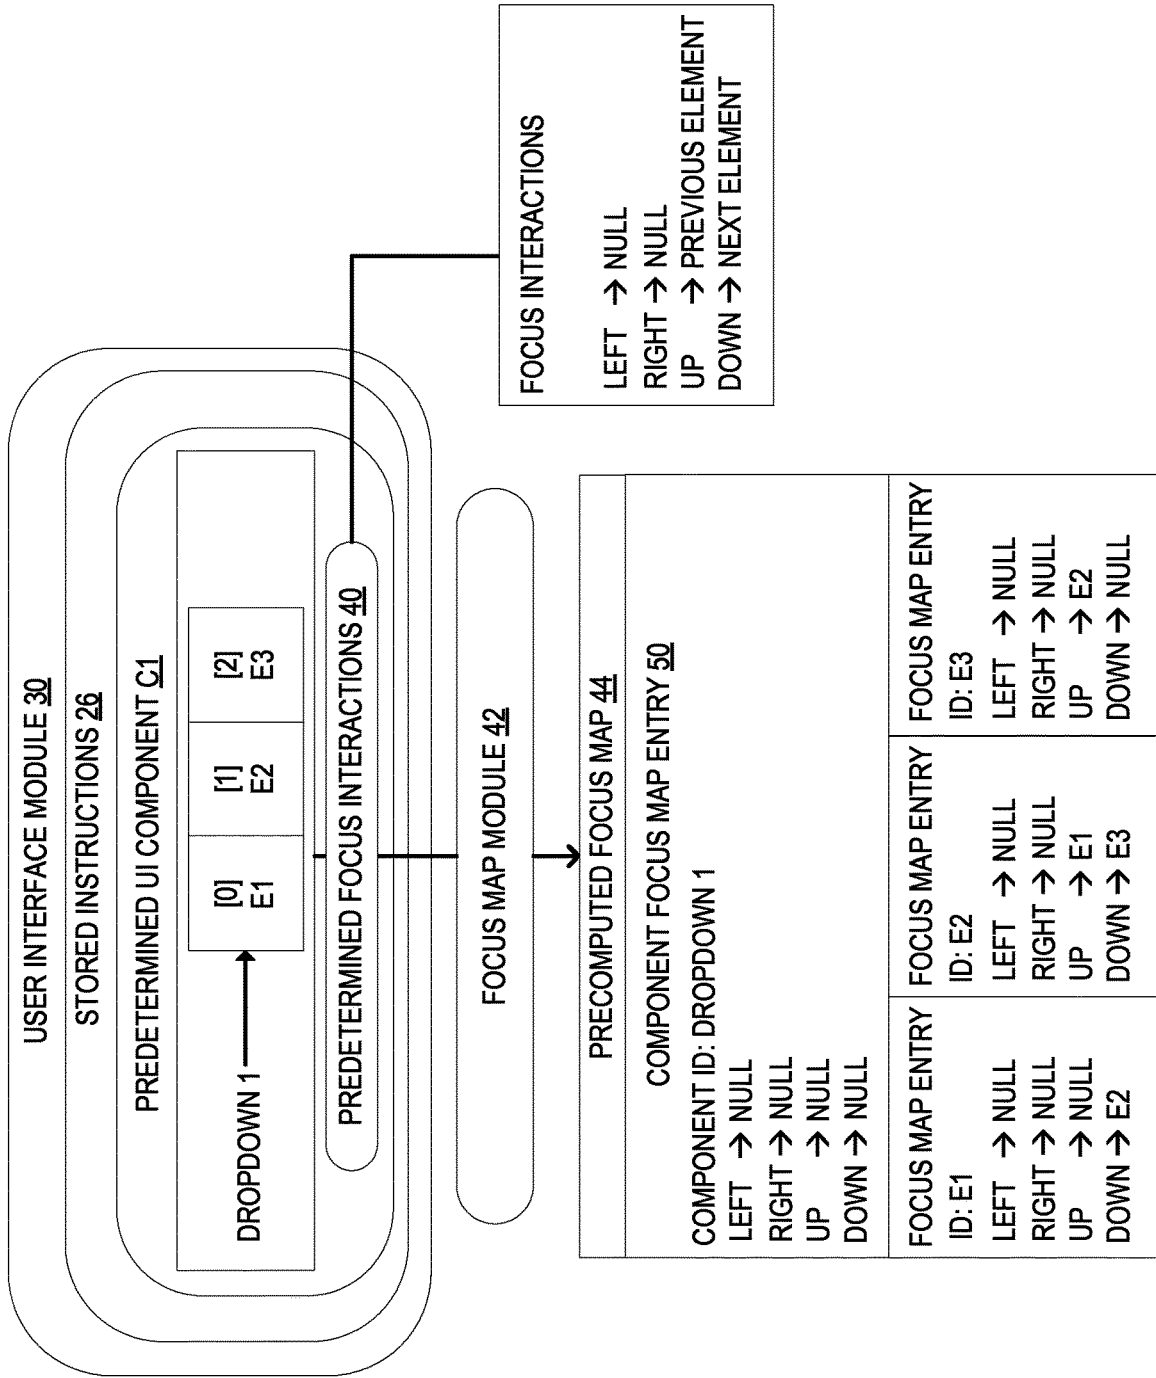 USER INTERFACE MODULE 30
STORED INSTRUCTIONS 26
PREDETERMINED UI COMPONENT C1
DROPDOWN 1
[0]
E1
[1]
E2
[2]
E3
PREDETERMINED FOCUS INTERACTIONS 40
FOCUS INTERACTIONS
LEFT → NULL
RIGHT → NULL
UP → PREVIOUS ELEMENT
DOWN → NEXT ELEMENT
FOCUS MAP MODULE 42
PRECOMPUTED FOCUS MAP 44
COMPONENT FOCUS MAP ENTRY 50
COMPONENT ID: DROPDOWN 1
LEFT → NULL
RIGHT → NULL
UP → NULL
DOWN → NULL
FOCUS MAP ENTRY
ID: E1
LEFT → NULL
RIGHT → NULL
UP → NULL
DOWN → E2
FOCUS MAP ENTRY
ID: E2
LEFT → NULL
RIGHT → NULL
UP → E1
DOWN → E3
FOCUS MAP ENTRY
ID: E3
LEFT → NULL
RIGHT → NULL
UP → E2
DOWN → NULL